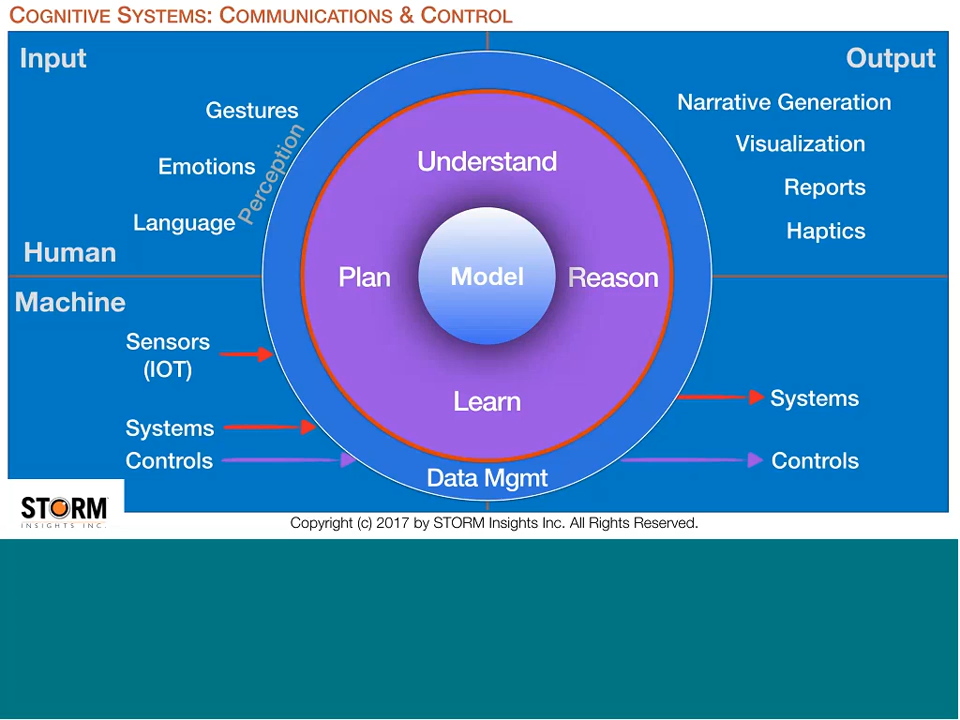 COGNITIVE SYSTEMS: COMMUNICATIONS & CONTROL
Input
Output
Gestures
Emotions
Language
Perception
Human
Narrative Generation
Visualization
Reports
Haptics
Understand
Plan
Model
Reason
Learn
Data Mgmt
Machine
Sensors
(IOT)
Systems
Controls
Systems
Controls
STORM
INSIGHTS INC.
Copyright (c) 2017 by STORM Insights Inc. All Rights Reserved.